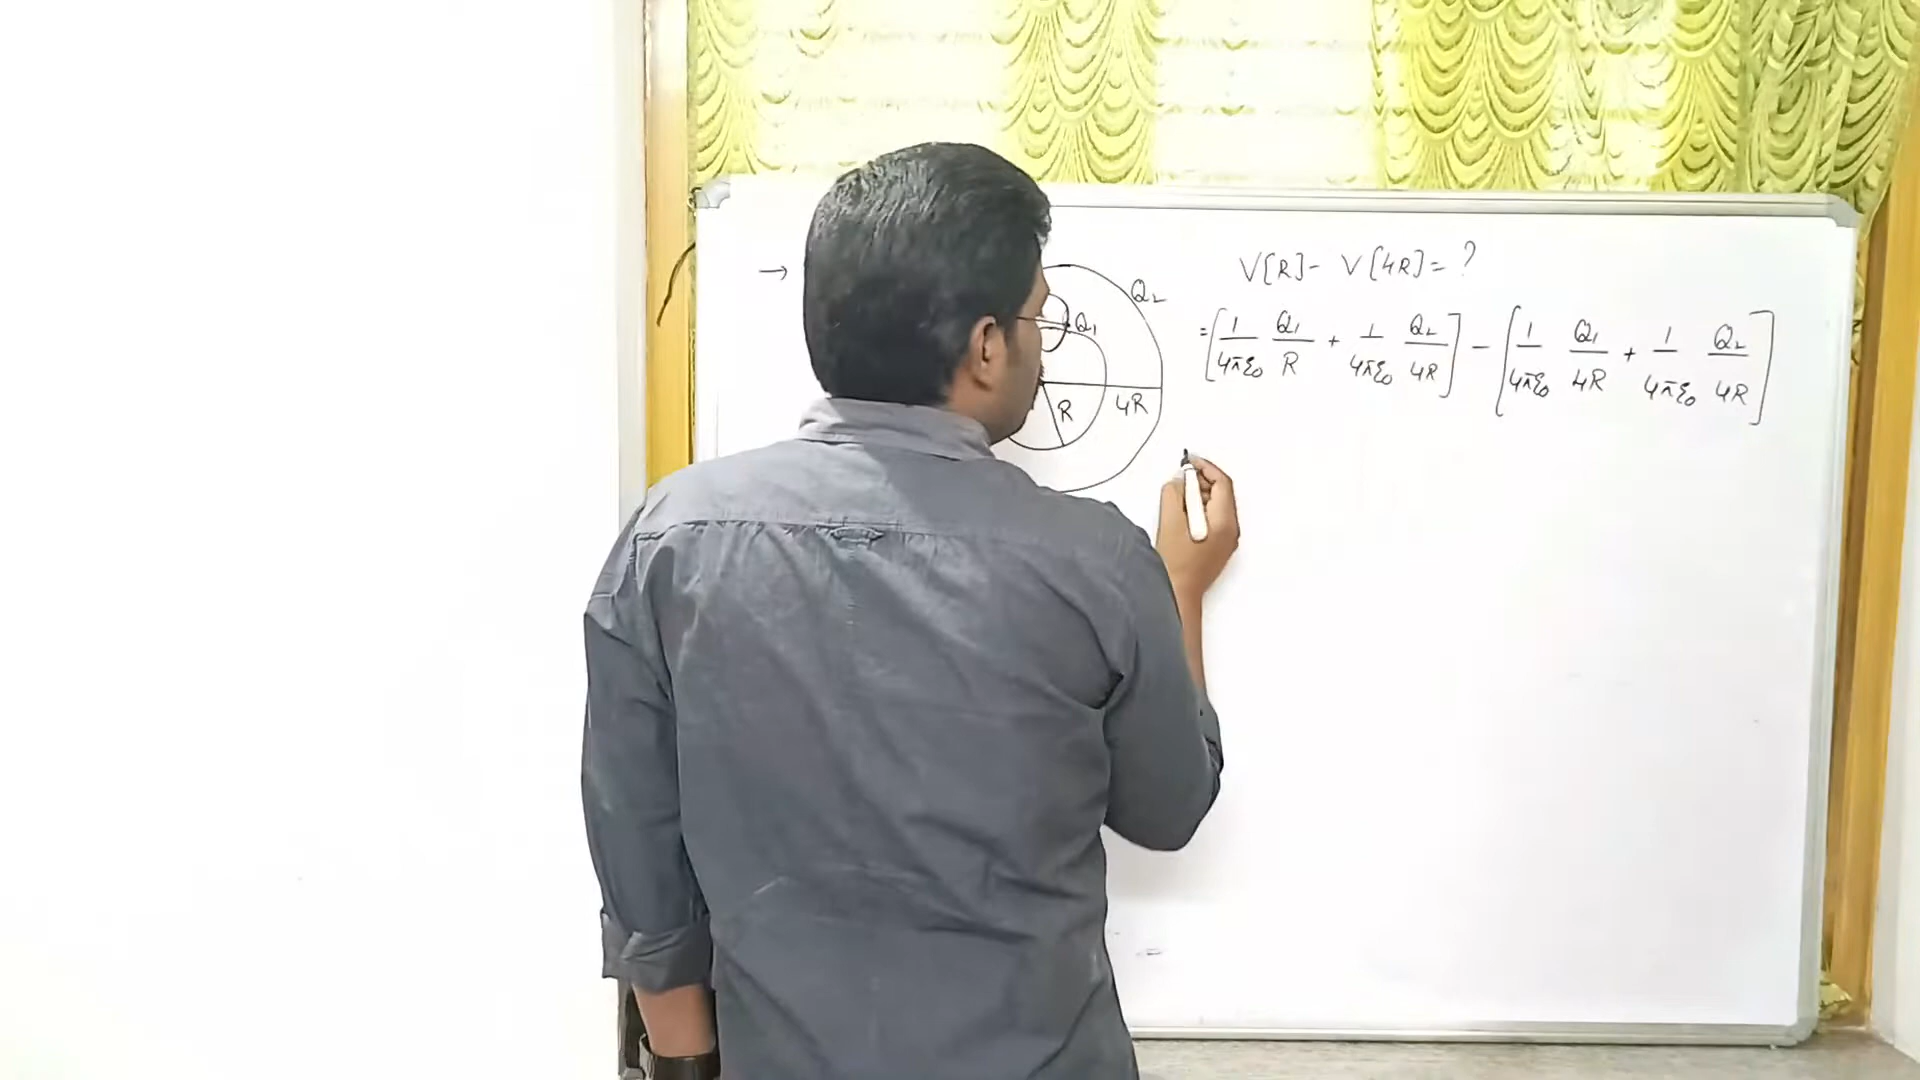 →
Q₂
Q₁
R
4R
V[R] - V[4R] = ?
= [1/4πε₀ Q₁/R + 1/4πε₀ Q₂/4R] - [1/4πε₀ Q₁/4R + 1/4πε₀ Q₂/4R]